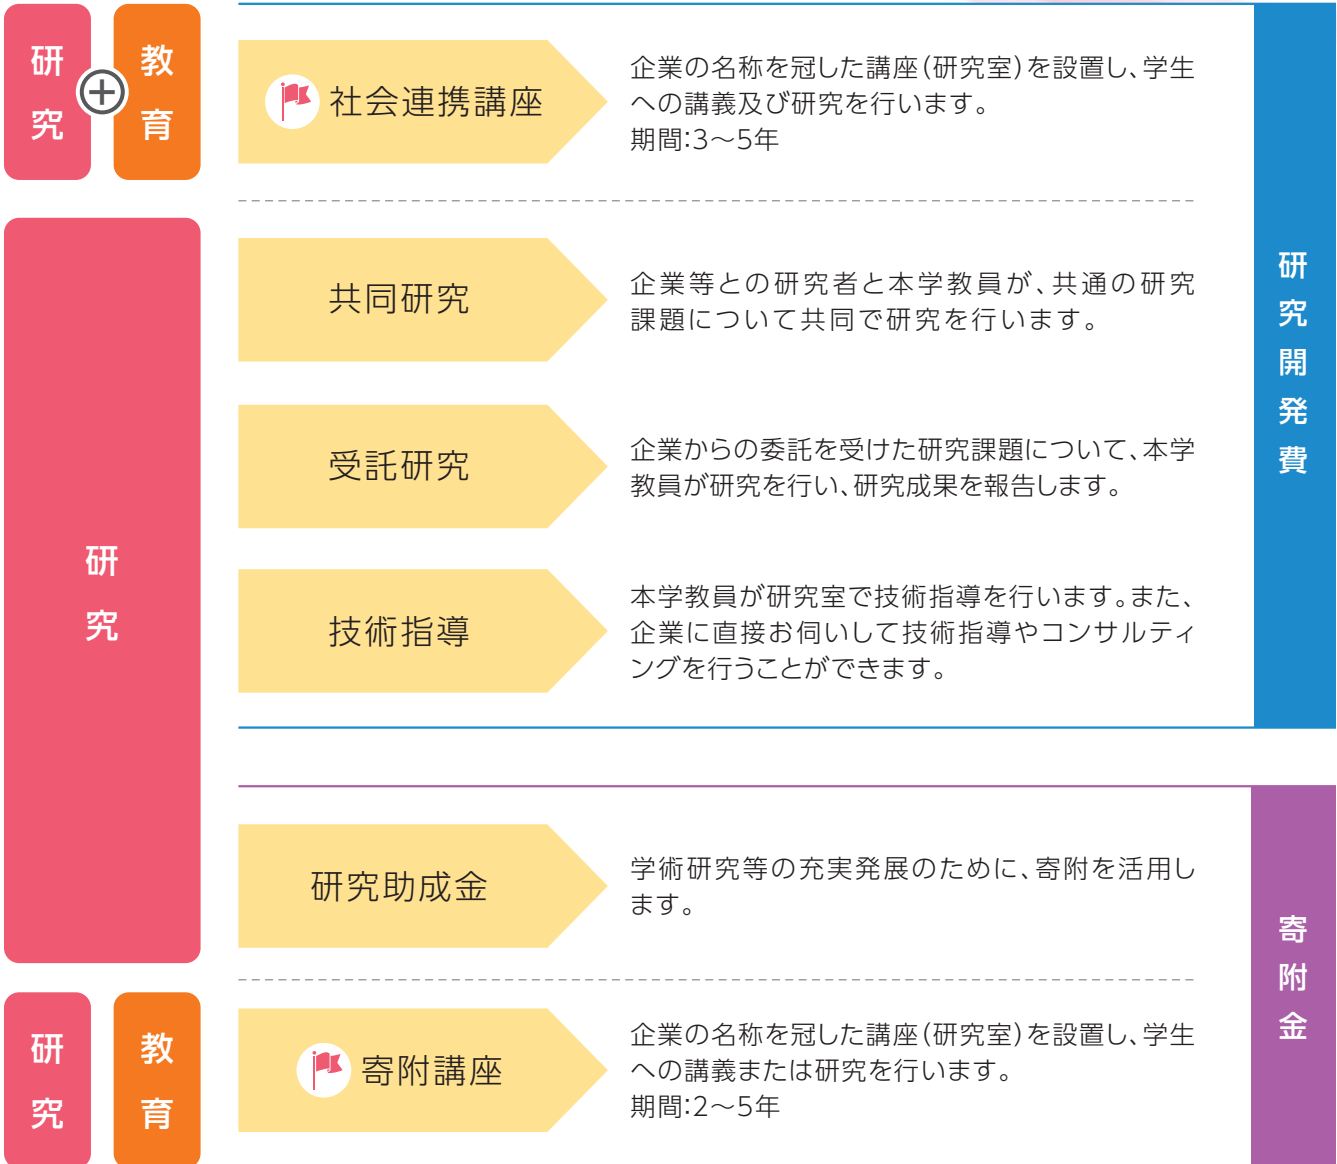 研究
教育
社会連携講座
企業の名称を冠した講座(研究室)を設置し、学生
への講義及び研究を行います。
期間:3〜5年
研究
共同研究
企業等との研究者と本学教員が、共通の研究
課題について共同で研究を行います。
受託研究
企業からの委託を受けた研究課題について、本学
教員が研究を行い、研究成果を報告します。
技術指導
本学教員が研究室で技術指導を行います。また、
企業に直接お伺いして技術指導やコンサルティ
ングを行うことができます。
研究開発費
研究助成金
学術研究等の充実発展のために、寄附を活用し
ます。
研究
教育
寄附講座
企業の名称を冠した講座(研究室)を設置し、学生
への講義または研究を行います。
期間:2〜5年
寄附金